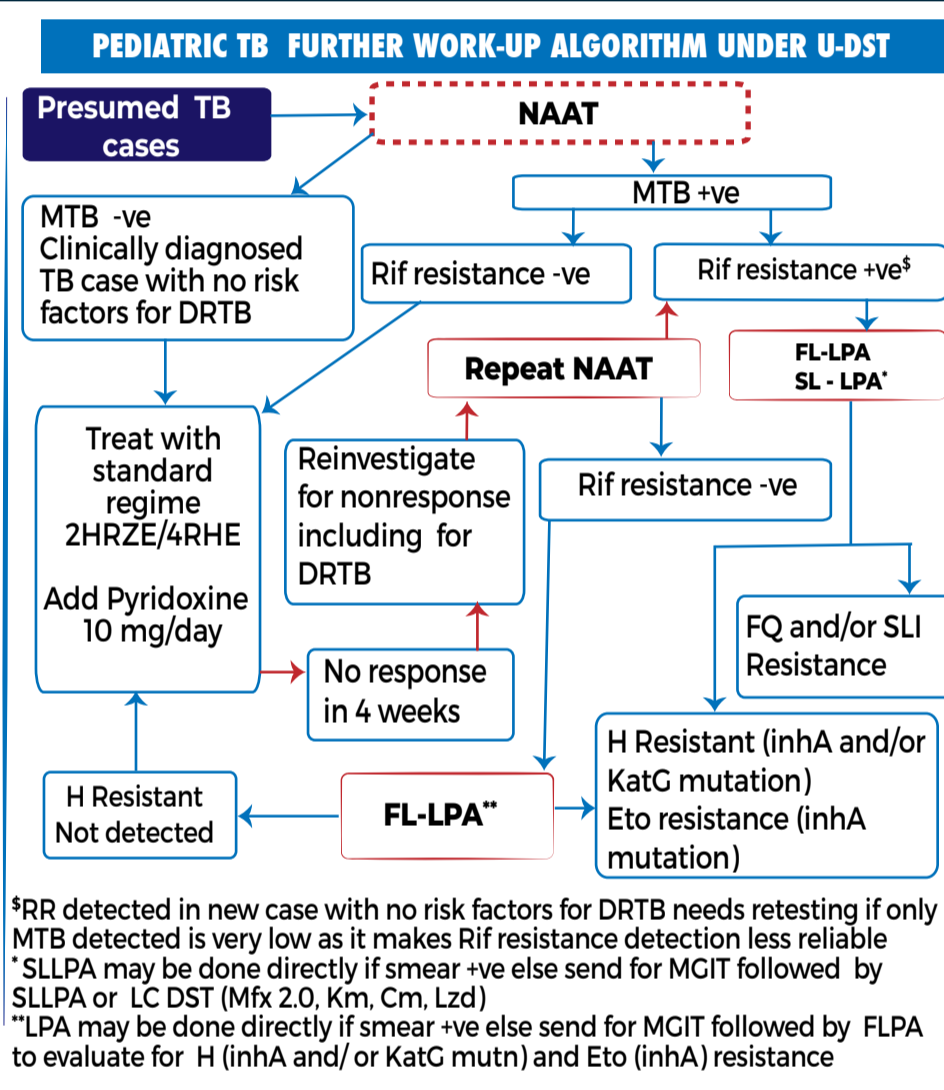 PEDIATRIC TB FURTHER WORK-UP ALGORITHM UNDER U-DST
Presumed TB
cases
NAAT
MTB +ve
MTB -ve
Clinically diagnosed
TB case with no risk
factors for DRTB
Rif resistance -ve
Rif resistance +ve$
Repeat NAAT
FL-LPA
SL - LPA*
Treat with
standard
regime
2HRZE/4RHE
Add Pyridoxine
10 mg/day
Reinvestigate
for nonresponse
including for
DRTB
Rif resistance -ve
FQ and/or SLI
Resistance
No response
in 4 weeks
H Resistant (inhA and/or
KatG mutation)
Eto resistance (inhA
mutation)
H Resistant
Not detected
FL-LPA**
$RR detected in new case with no risk factors for DRTB needs retesting if only
MTB detected is very low as it makes Rif resistance detection less reliable
*SLLPA may be done directly if smear +ve else send for MGIT followed by
SLLPA or LC DST (Mfx 2.0, Km, Cm, Lzd)
**LPA may be done directly if smear +ve else send for MGIT followed by FLPA
to evaluate for H (inhA and/ or KatG mutn) and Eto (inhA) resistance